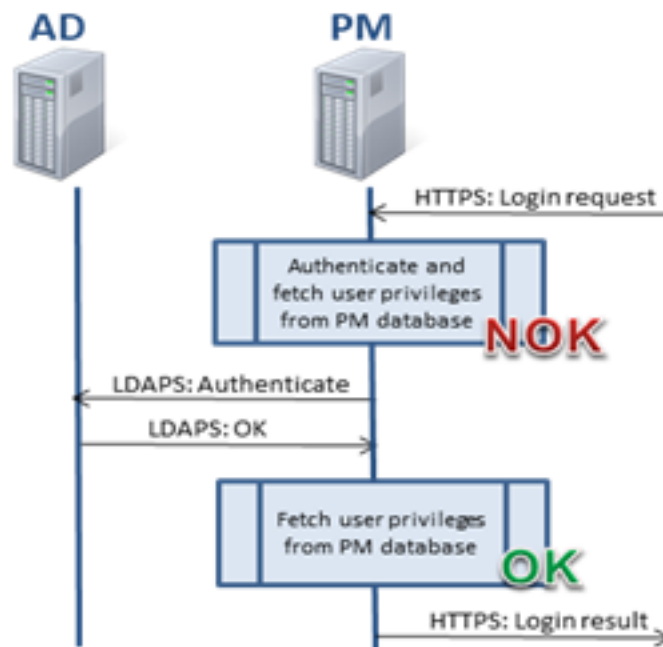 AD
PM
HTTPS: Login request
Authenticate and
fetch user privileges
from PM database
NOK
LDAPS: Authenticate
LDAPS: OK
Fetch user privileges
from PM database
OK
HTTPS: Login result